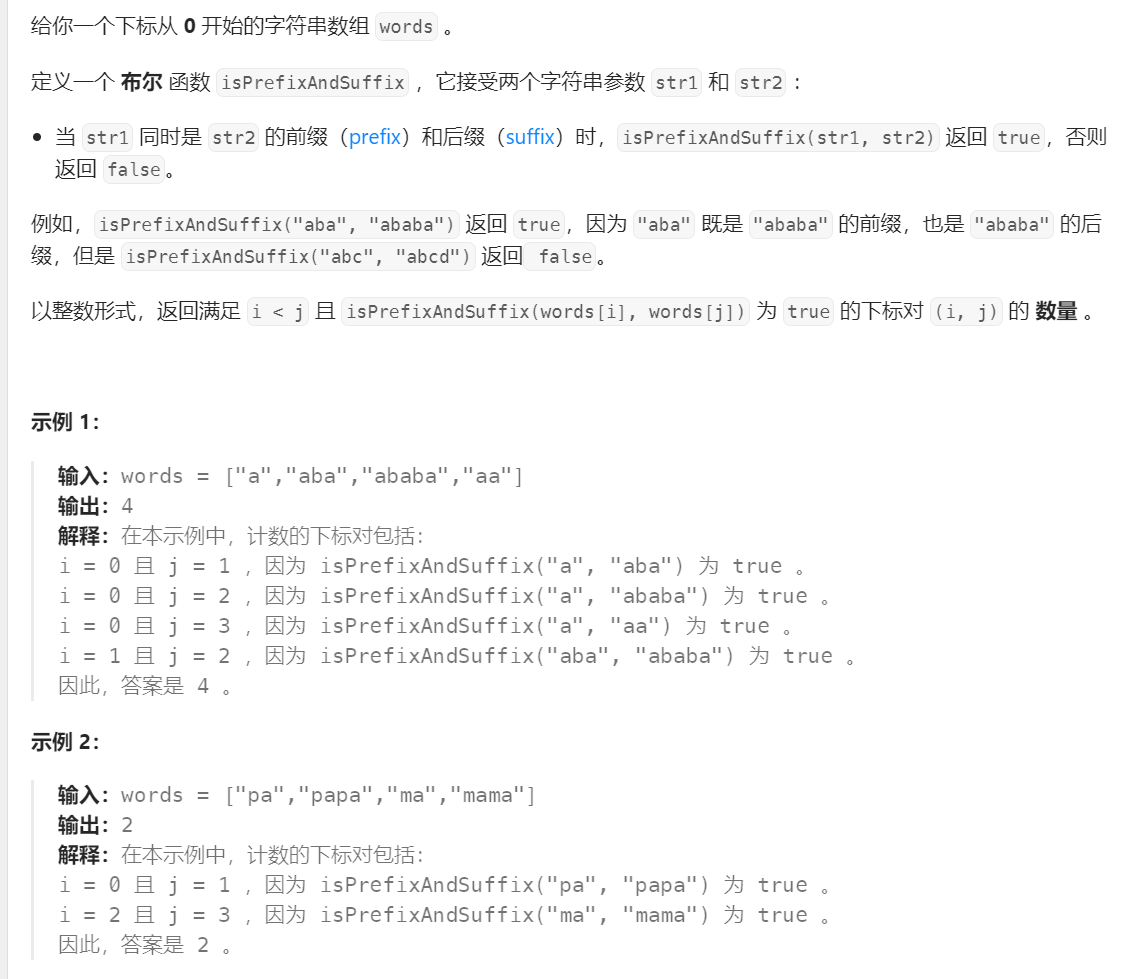 给你一个下标从 0 开始的字符串数组 words 。
定义一个 布尔 函数 isPrefixAndSuffix ，它接受两个字符串参数 str1 和 str2 ：
当 str1 同时是 str2 的前缀（prefix）和后缀（suffix）时，isPrefixAndSuffix(str1, str2) 返回 true，否则
返回 false。
例如，isPrefixAndSuffix("aba", "ababa") 返回 true，因为 "aba" 既是 "ababa" 的前缀，也是 "ababa" 的后
缀，但是 isPrefixAndSuffix("abc", "abcd") 返回 false。
以整数形式，返回满足 i < j 且 isPrefixAndSuffix(words[i], words[j]) 为 true 的下标对 (i, j) 的 数量 。
示例 1：
输入：words = ["a","aba","ababa","aa"]
输出：4
解释：在本示例中，计数的下标对包括：
i = 0 且 j = 1 ，因为 isPrefixAndSuffix("a", "aba") 为 true 。
i = 0 且 j = 2 ，因为 isPrefixAndSuffix("a", "ababa") 为 true 。
i = 0 且 j = 3 ，因为 isPrefixAndSuffix("a", "aa") 为 true 。
i = 1 且 j = 2 ，因为 isPrefixAndSuffix("aba", "ababa") 为 true 。
因此，答案是 4 。
示例 2：
输入：words = ["pa","papa","ma","mama"]
输出：2
解释：在本示例中，计数的下标对包括：
i = 0 且 j = 1 ，因为 isPrefixAndSuffix("pa", "papa") 为 true 。
i = 2 且 j = 3 ，因为 isPrefixAndSuffix("ma", "mama") 为 true 。
因此，答案是 2 。